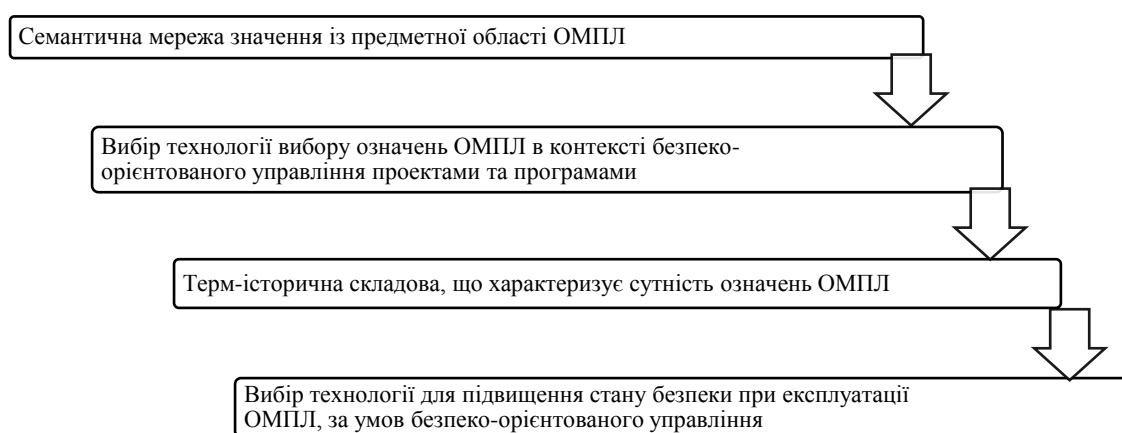 Семантична мережа значення із предметної області ОМПЛ
Вибір технології вибору означень ОМПЛ в контексті безпеко-
орієнтованого управління проектами та програмами
Терм-історична складова, що характеризує сутність означень ОМПЛ
Вибір технології для підвищення стану безпеки при експлуатації
ОМПЛ, за умов безпеко-орієнтованого управління